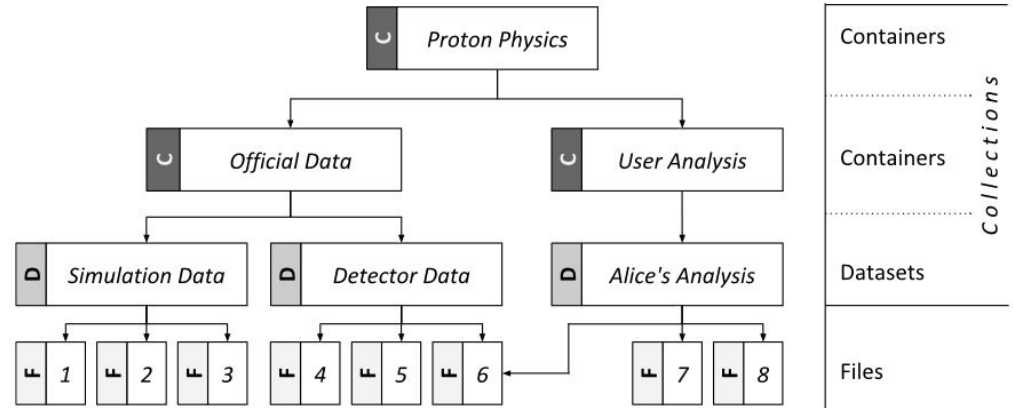 C Proton Physics
Containers
C Official Data
C User Analysis
Containers
Collections
D Simulation Data
D Detector Data
D Alice's Analysis
Datasets
F 1
F 2
F 3
F 4
F 5
F 6
F 7
F 8
Files